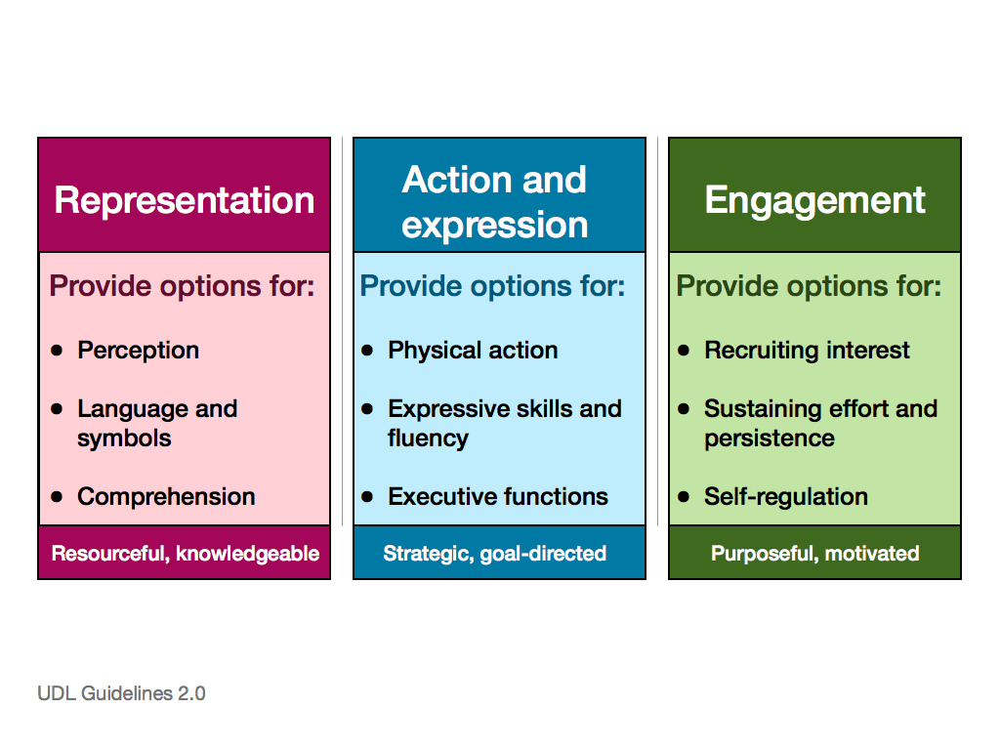 Representation
Provide options for:
• Perception
• Language and
symbols
• Comprehension
Resourceful, knowledgeable
Action and
expression
Provide options for:
• Physical action
• Expressive skills and
fluency
• Executive functions
Strategic, goal-directed
Engagement
Provide options for:
• Recruiting interest
• Sustaining effort and
persistence
• Self-regulation
Purposeful, motivated
UDL Guidelines 2.0